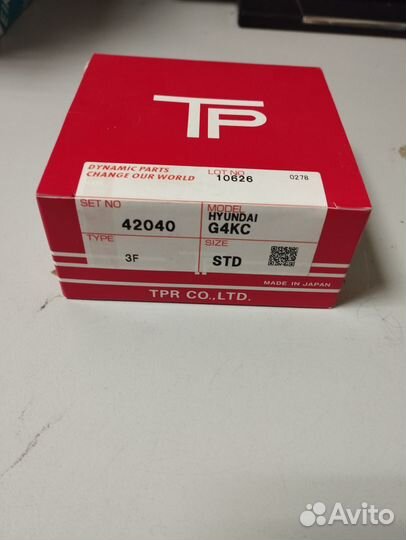 TP
DYNAMIC PARTS
CHANGE OUR WORLD
LOT NO
10626 0278
SET NO
42040
MODEL
HYUNDAI
G4KC
TYPE
3F
SIZE
STD
MADE IN JAPAN
TPR CO.,LTD.
Avito